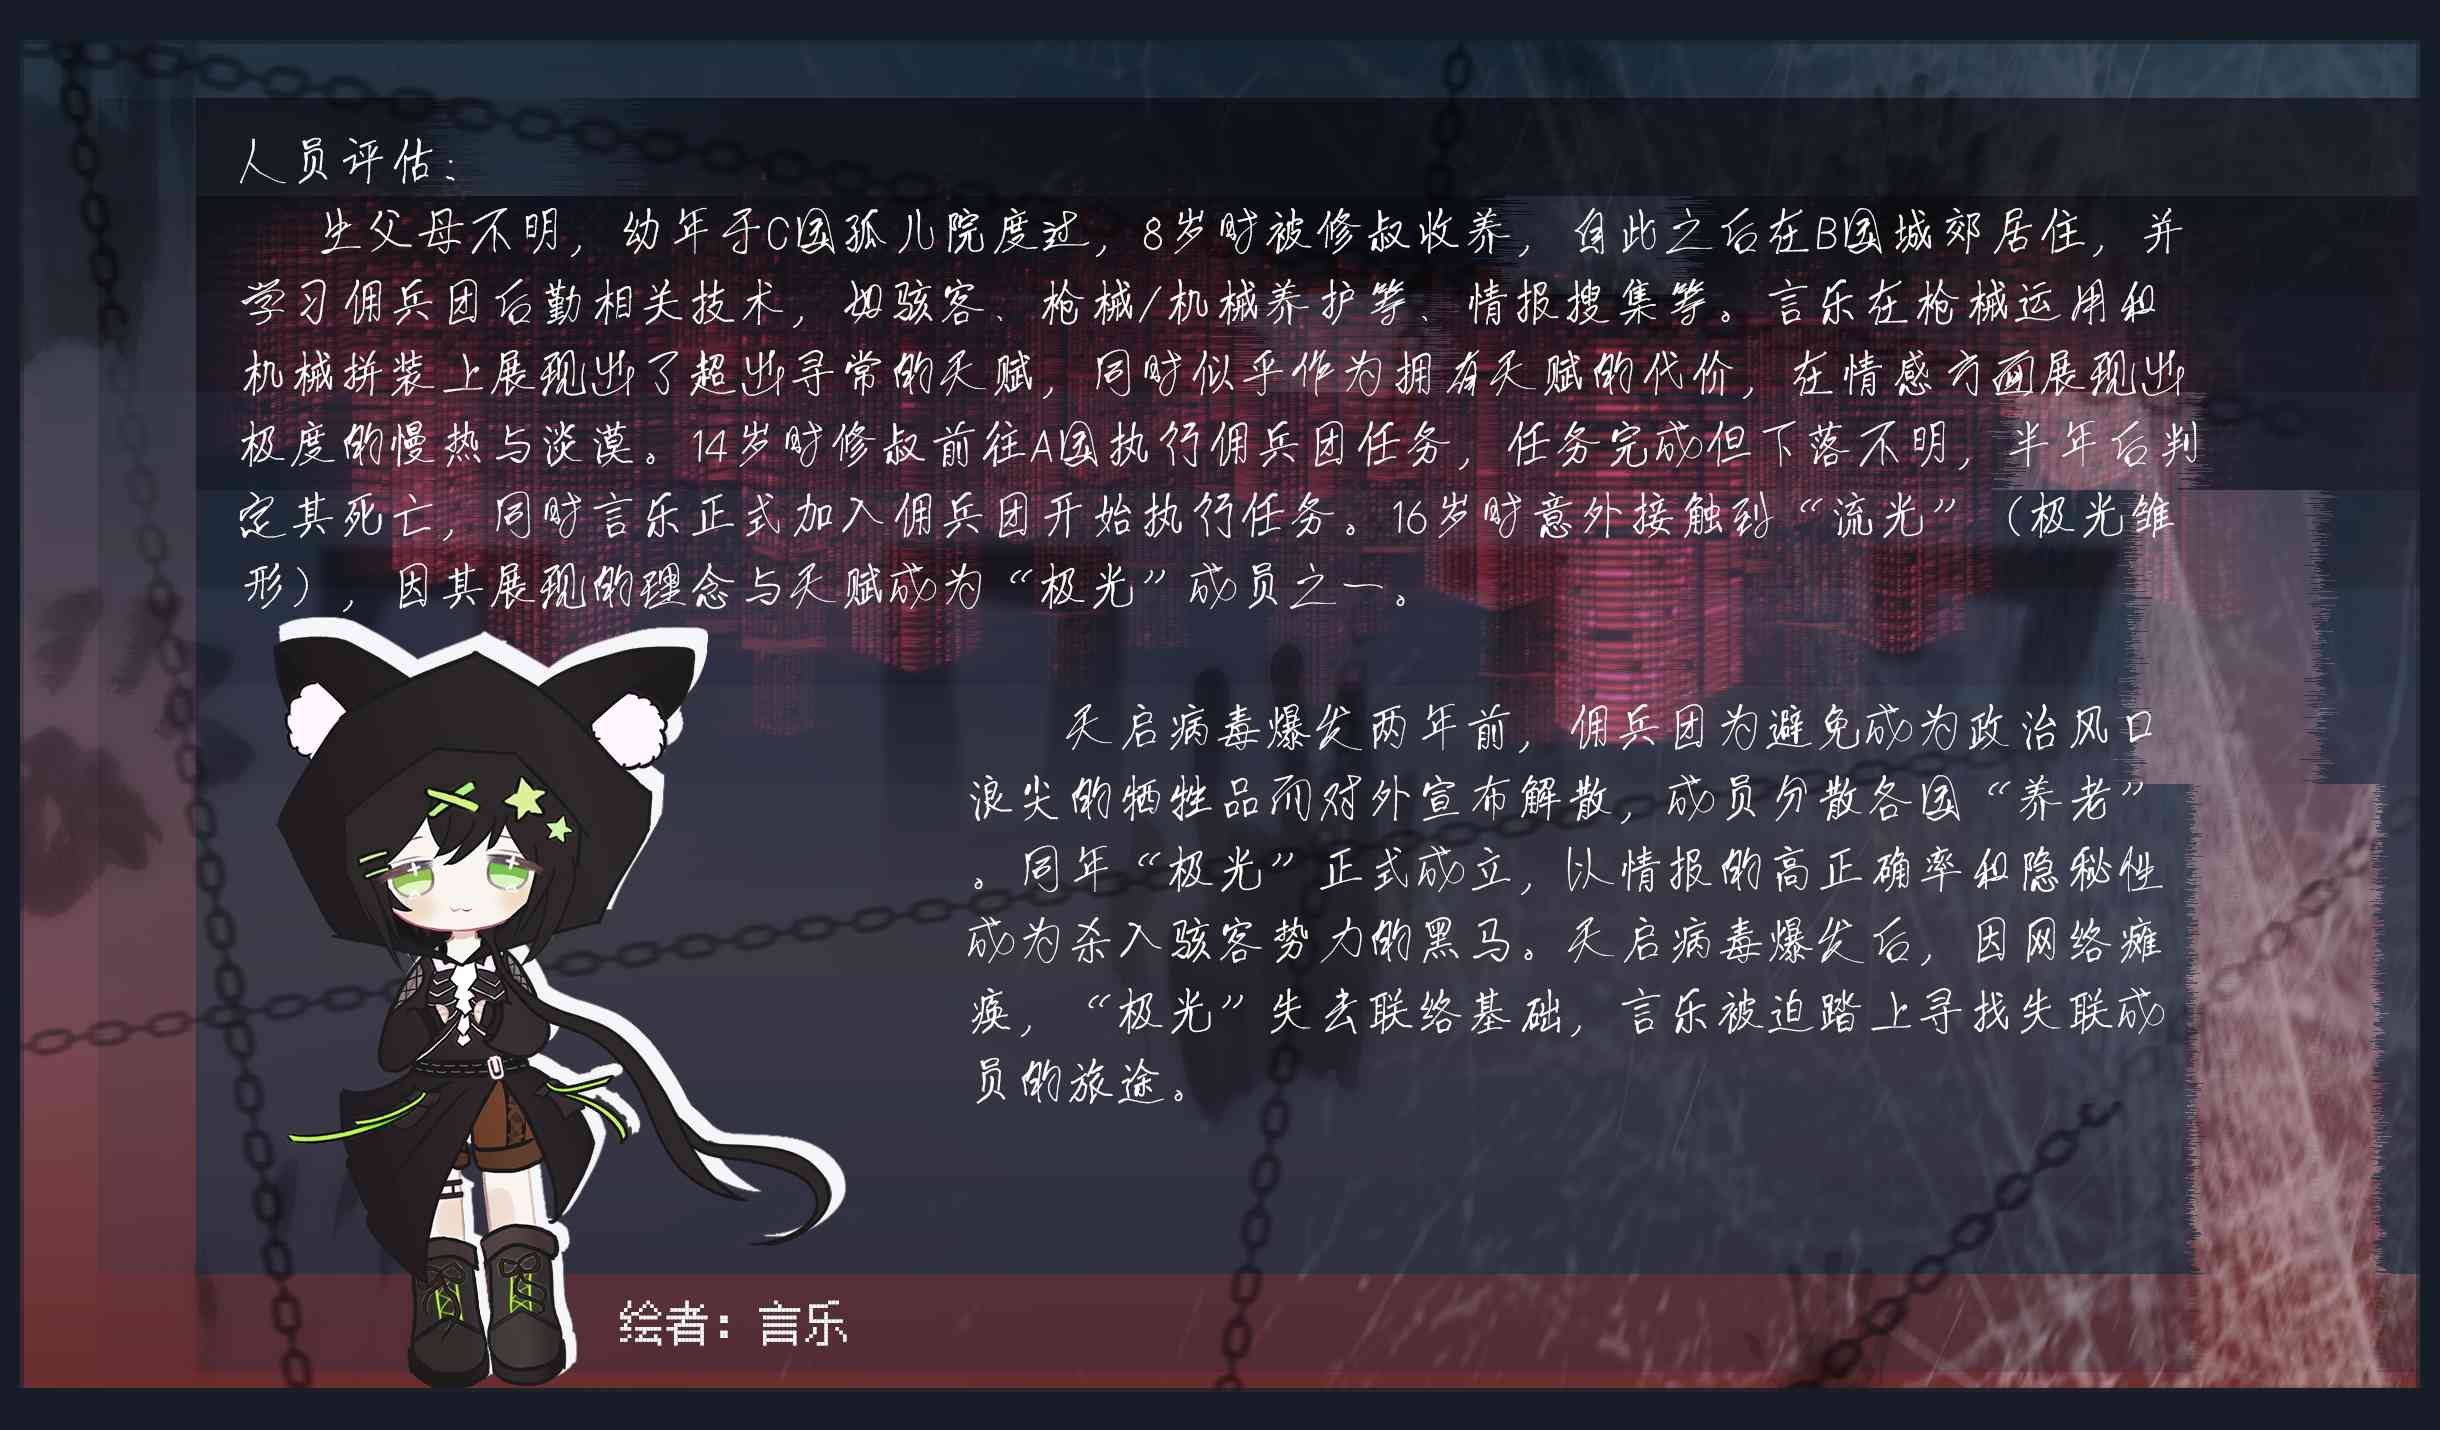 人员评估：
生父母不明，幼年于C国孤儿院度过，8岁时被修叔收养，自此之后在B国城郊居住，并
学习佣兵团后勤相关技术，如骇客、枪械/机械养护等、情报搜集等。言乐在枪械运用和
机械拼装上展现出了超出寻常的天赋，同时似乎作为拥有天赋的代价，在情感方面展现出
极度的慢热与淡漠。14岁时修叔前往A国执行佣兵团任务，任务完成但下落不明，半年后判
定其死亡，同时言乐正式加入佣兵团开始执行任务。16岁时意外接触到“流光”（极光雏
形），因其展现的理念与天赋成为“极光”成员之一。
天启病毒爆发两年前，佣兵团为避免成为政治风口
浪尖的牺牲品而对外宣布解散，成员分散各国“养老”
。同年“极光”正式成立，以情报的高正确率和隐秘性
成为杀入骇客势力的黑马。天启病毒爆发后，因网络瘫
痪，“极光”失去联络基础，言乐被迫踏上寻找失联成
员的旅途。
绘者：言乐